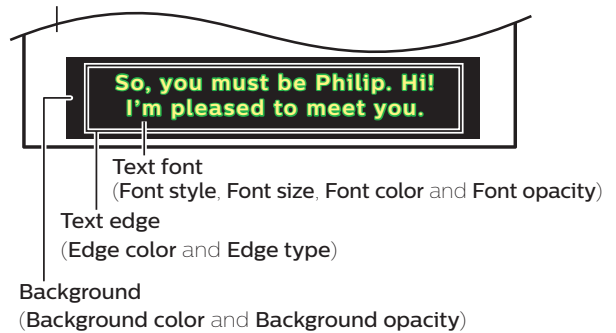 So, you must be Philip. Hi!
I'm pleased to meet you.
Text font
(Font style, Font size, Font color and Font opacity)
Text edge
(Edge color and Edge type)
Background
(Background color and Background opacity)